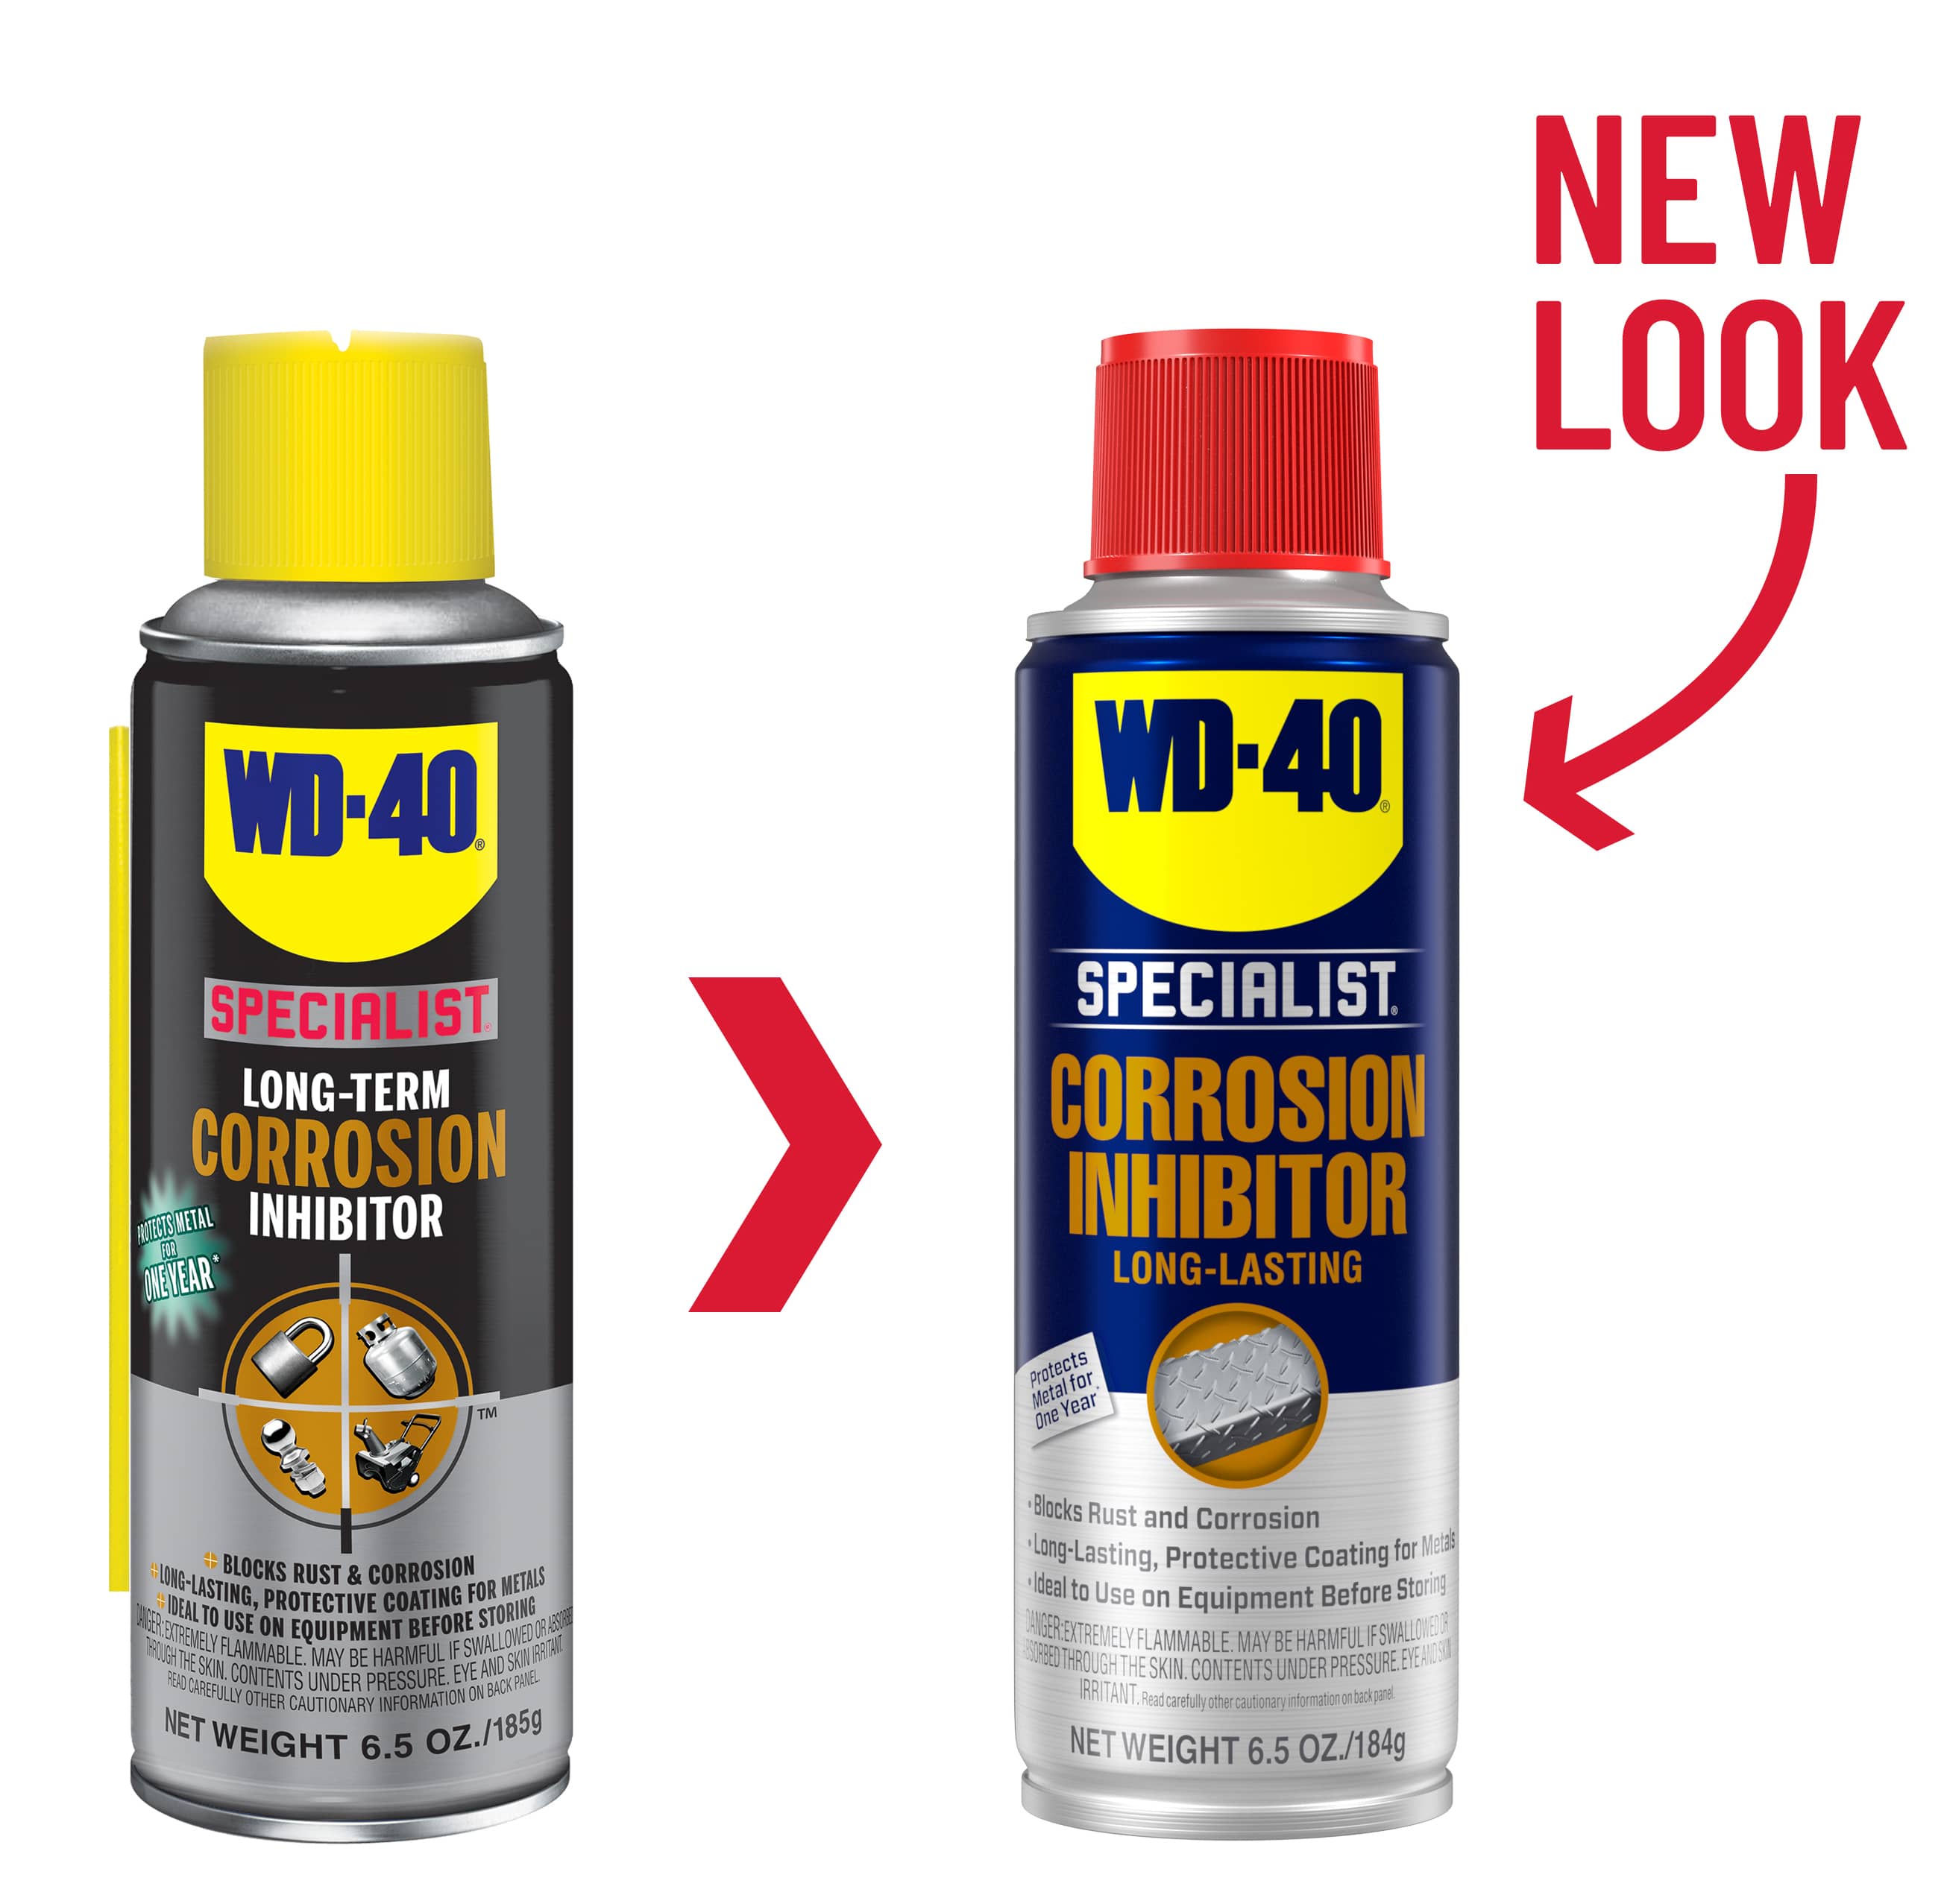 NEW
LOOK
WD-40®
SPECIALIST®
LONG-TERM
CORROSION
INHIBITOR
PROTECTS METAL
FOR
ONE YEAR*
TM
BLOCKS RUST & CORROSION
LONG-LASTING, PROTECTIVE COATING FOR METALS
IDEAL TO USE ON EQUIPMENT BEFORE STORING
DANGER: EXTREMELY FLAMMABLE. MAY BE HARMFUL IF SWALLOWED OR ABSORBED
THROUGH THE SKIN. CONTENTS UNDER PRESSURE. EYE AND SKIN IRRITANT.
READ CAREFULLY OTHER CAUTIONARY INFORMATION ON BACK PANEL.
NET WEIGHT 6.5 OZ./185g
WD-40®
SPECIALIST®
CORROSION
INHIBITOR
LONG-LASTING
Protects
Metal for
One Year*
• Blocks Rust and Corrosion
• Long-Lasting, Protective Coating for Metals
• Ideal to Use on Equipment Before Storing
DANGER: EXTREMELY FLAMMABLE. MAY BE HARMFUL IF SWALLOWED OR
ABSORBED THROUGH THE SKIN. CONTENTS UNDER PRESSURE. EYE AND SKIN
IRRITANT. Read carefully other cautionary information on back panel.
NET WEIGHT 6.5 OZ./184g